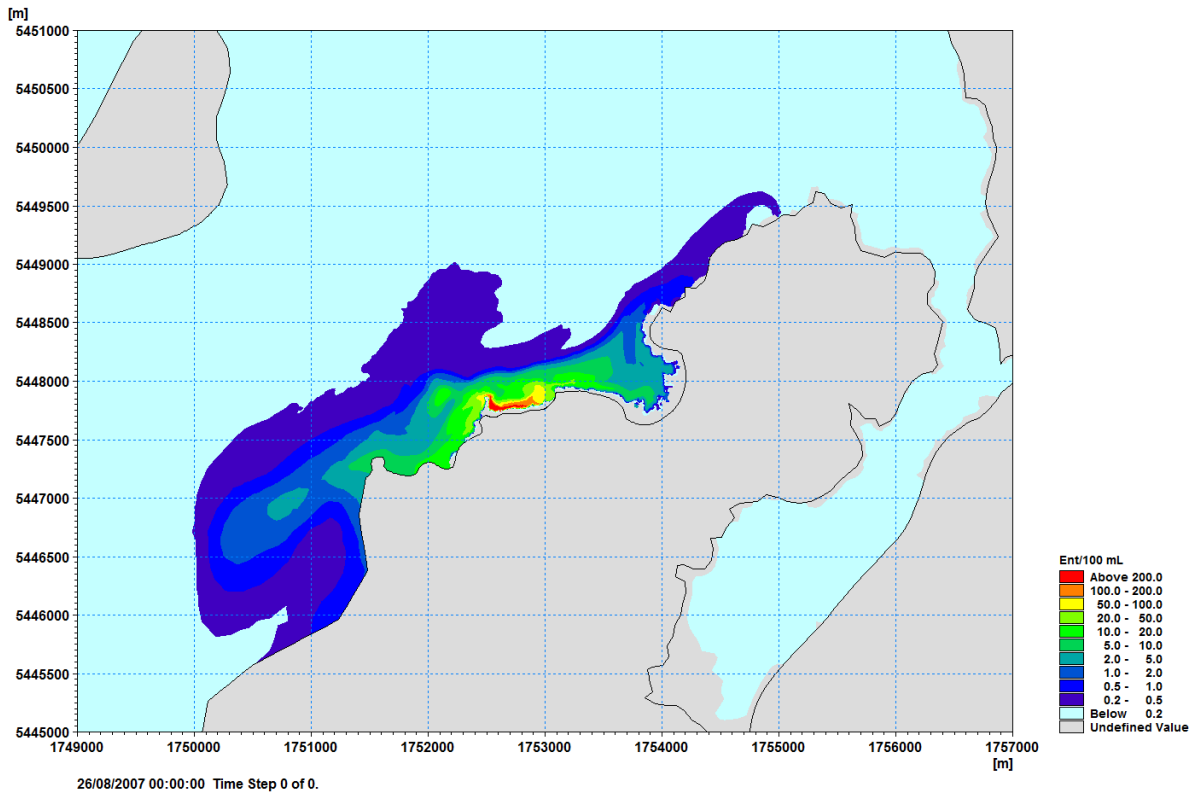 [m]
5451000
5450500
5450000
5449500
5449000
5448500
5448000
5447500
5447000
5446500
5446000
5445500
5445000
1749000 1750000 1751000 1752000 1753000 1754000 1755000 1756000 1757000
[m]
Ent/100 mL
Above 200.0
100.0 - 200.0
50.0 - 100.0
20.0 - 50.0
10.0 - 20.0
5.0 - 10.0
2.0 - 5.0
1.0 - 2.0
0.5 - 1.0
0.2 - 0.5
Below 0.2
Undefined Value
26/08/2007 00:00:00 Time Step 0 of 0.